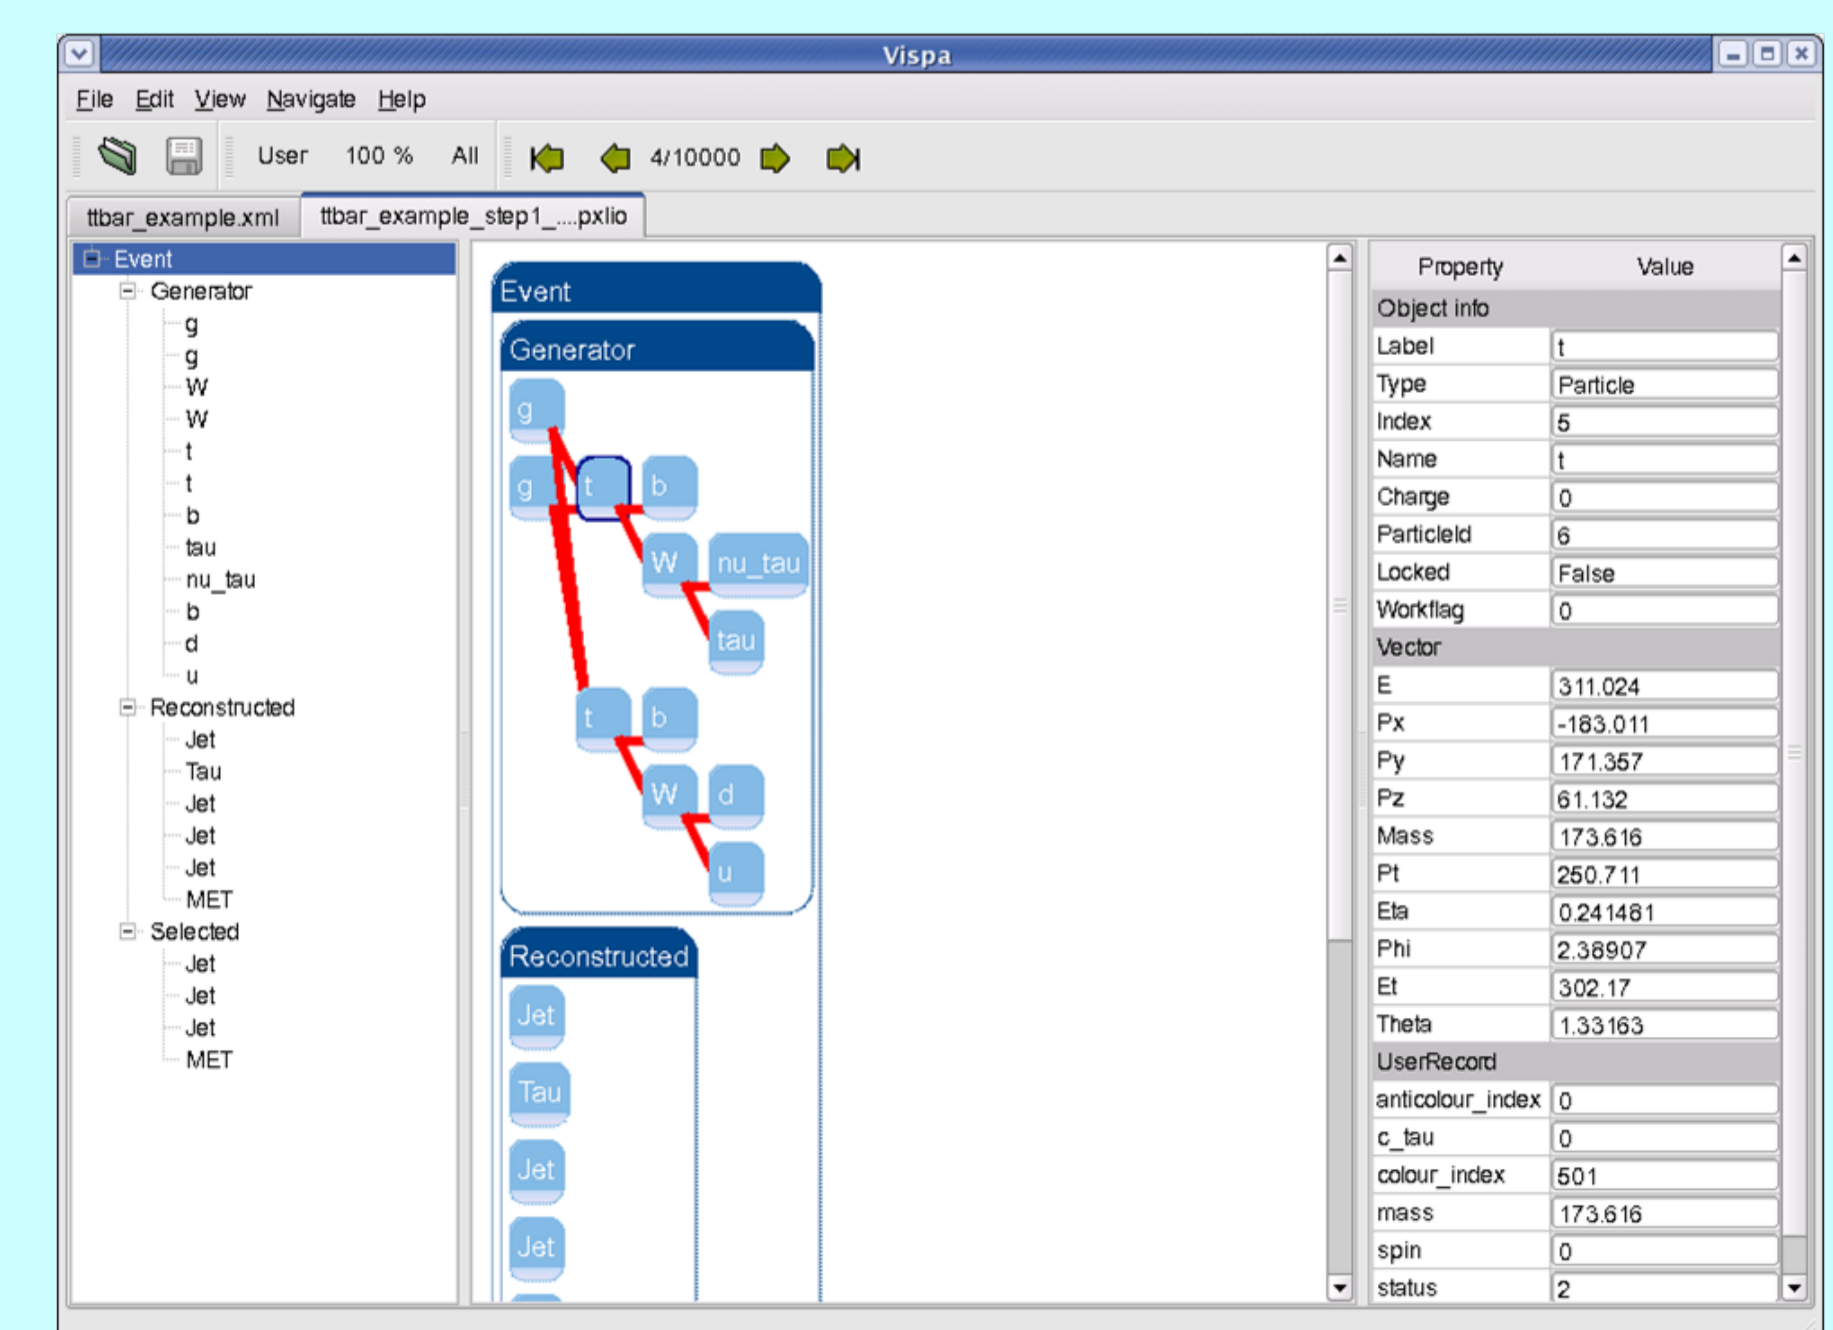 Vispa
File Edit View Navigate Help
User 100 % All 4/10000
ttbar_example.xml ttbar_example_step1_....pxlio
Event
Generator
g
g
W
W
t
t
b
tau
nu_tau
b
d
u
Reconstructed
Jet
Tau
Jet
Jet
Jet
MET
Selected
Jet
Jet
Jet
MET
Event
Generator
g
g t b
W nu_tau
tau
t b
W d
u
Reconstructed
Jet
Tau
Jet
Jet
Property Value
Object info
Label t
Type Particle
Index 5
Name t
Charge 0
ParticleId 6
Locked False
Workflag 0
Vector
E 311.024
Px -183.011
Py 171.357
Pz 61.132
Mass 173.616
Pt 250.711
Eta 0.241481
Phi 2.38907
Et 302.17
Theta 1.33163
UserRecord
anticolour_index 0
c_tau 0
colour_index 501
mass 173.616
spin 0
status 2